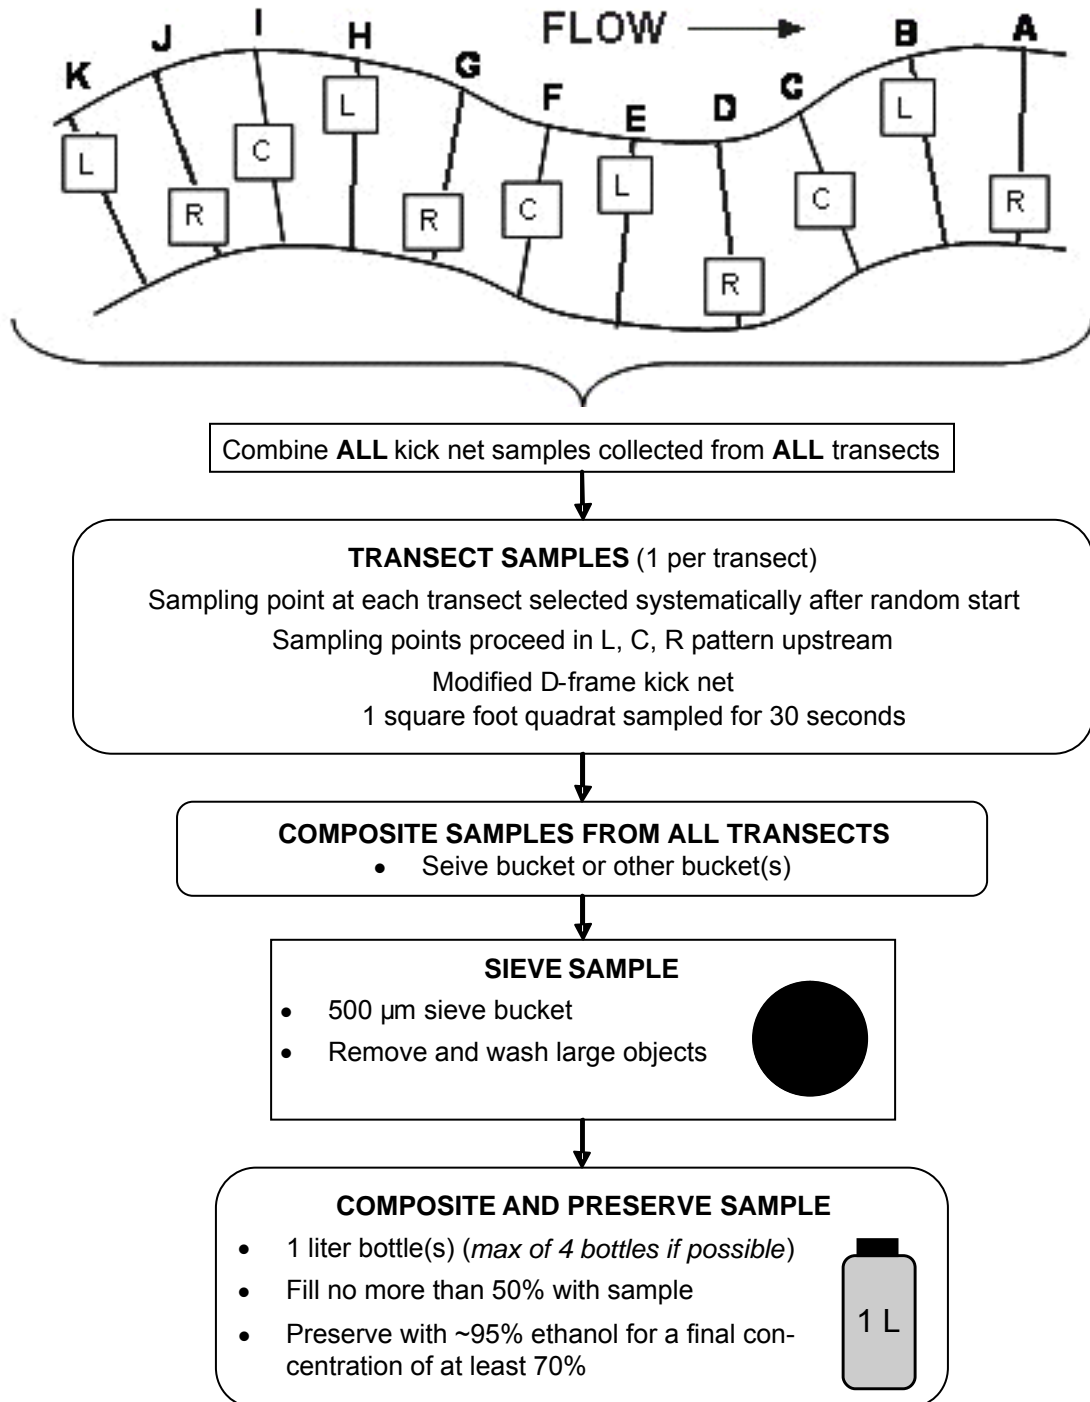 FLOW
K J I H G F E D C B A
L R C L R C L R C L R
Combine ALL kick net samples collected from ALL transects
TRANSECT SAMPLES (1 per transect)
Sampling point at each transect selected systematically after random start
Sampling points proceed in L, C, R pattern upstream
Modified D-frame kick net
1 square foot quadrat sampled for 30 seconds
COMPOSITE SAMPLES FROM ALL TRANSECTS
• Seive bucket or other bucket(s)
SIEVE SAMPLE
• 500 µm sieve bucket
• Remove and wash large objects
COMPOSITE AND PRESERVE SAMPLE
• 1 liter bottle(s) (max of 4 bottles if possible)
• Fill no more than 50% with sample
• Preserve with ~95% ethanol for a final con-
centration of at least 70%
1 L